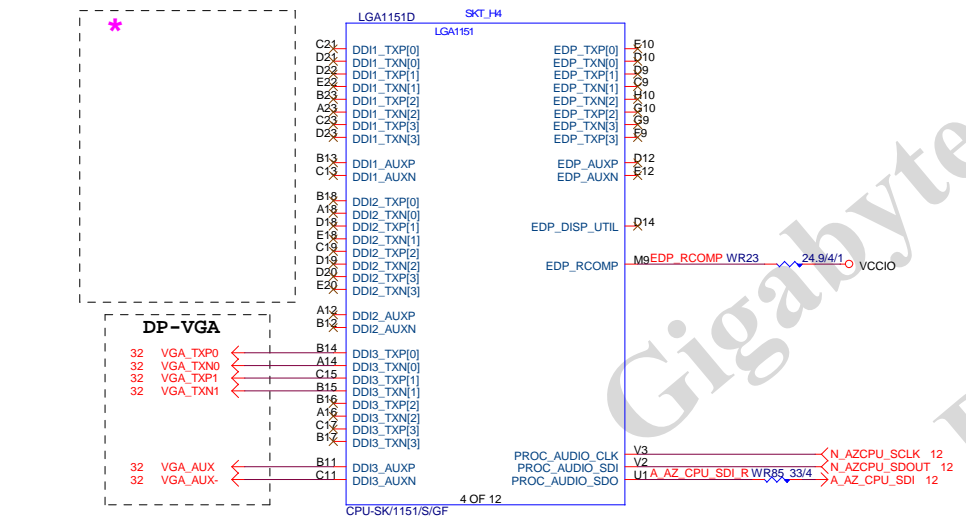 *
LGA1151D SKT_H4
LGA1151
C21 DDI1_TXP[0] EDP_TXP[0] E10
D21 DDI1_TXN[0] EDP_TXN[0] D10
D22 DDI1_TXP[1] EDP_TXP[1] D9
E22 DDI1_TXN[1] EDP_TXN[1] C9
B23 DDI1_TXP[2] EDP_TXN[2] H10
A23 DDI1_TXN[2] EDP_TXP[2] G10
C23 DDI1_TXP[3] EDP_TXN[3] G9
D23 DDI1_TXN[3] EDP_TXP[3] F9
B13 DDI1_AUXP EDP_AUXP D12
C13 DDI1_AUXN EDP_AUXN E12
B18 DDI2_TXP[0]
A18 DDI2_TXN[0]
D18 DDI2_TXP[1] EDP_DISP_UTIL D14
E18 DDI2_TXN[1]
C19 DDI2_TXP[2]
D19 DDI2_TXN[2] EDP_RCOMP M9 EDP_RCOMP WR23 24.9/4/1 VCCIO
D20 DDI2_TXP[3]
E20 DDI2_TXN[3]
A12 DDI2_AUXP
B12 DDI2_AUXN
DP-VGA
32 VGA_TXP0 B14 DDI3_TXP[0]
32 VGA_TXN0 A14 DDI3_TXN[0]
32 VGA_TXP1 C15 DDI3_TXP[1]
32 VGA_TXN1 B15 DDI3_TXN[1]
B16 DDI3_TXP[2]
A16 DDI3_TXN[2]
C17 DDI3_TXP[3]
B17 DDI3_TXN[3]
PROC_AUDIO_CLK V3 N_AZCPU_SCLK 12
32 VGA_AUX B11 DDI3_AUXP PROC_AUDIO_SDI V2 N_AZCPU_SDOUT 12
32 VGA_AUX- C11 DDI3_AUXN PROC_AUDIO_SDO U1 A_AZ_CPU_SDI_R WR85 33/4 A_AZ_CPU_SDI 12
4 OF 12
CPU-SK/1151/S/GF
Gigabyte